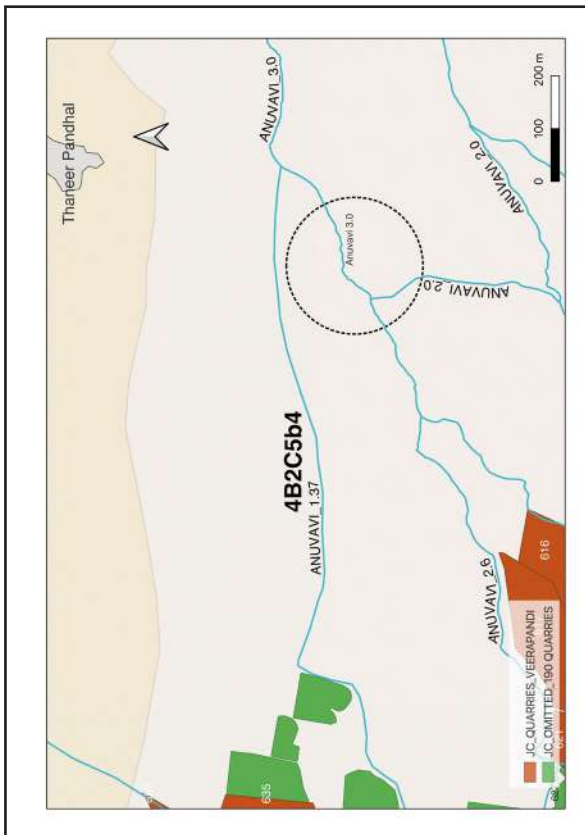 Thaneer Pandhal
ANUVAVI_3.0
Anuvavi 3.0
ANUVAVI_2.0
ANUVAVI_2.0
4B2C5b4
ANUVAVI_1.37
ANUVAVI_2.6
616
635
0 100 200 m
JC_QUARRIES_VEERAPANDI
JC_OMITTED_190 QUARRIES